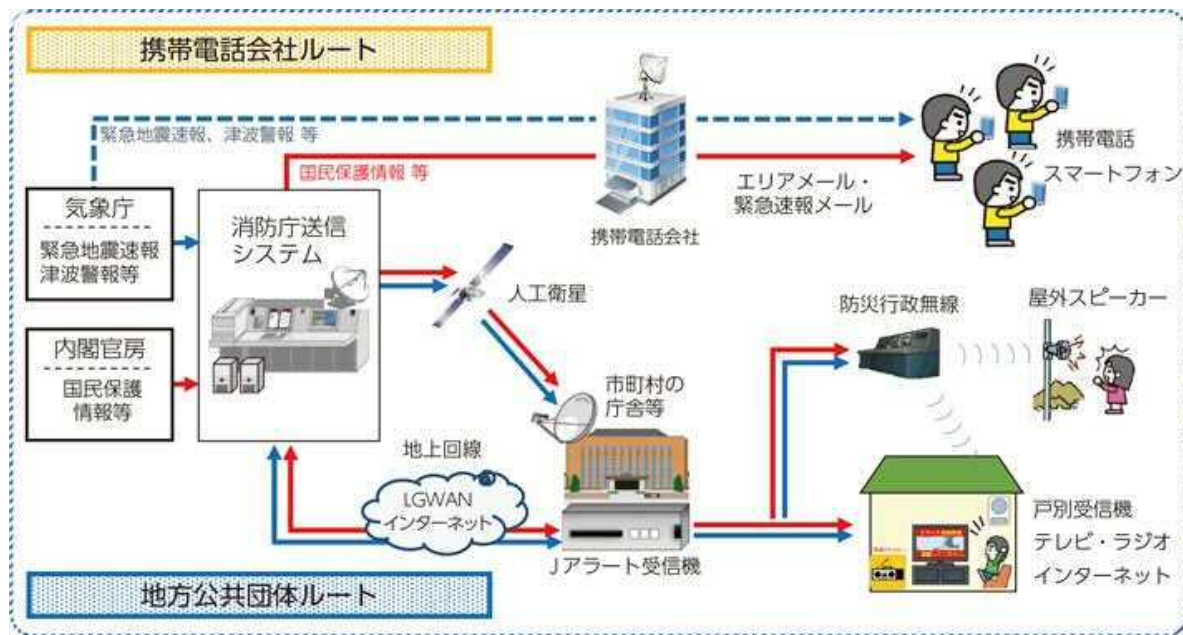 携帯電話会社ルート
緊急地震速報、津波警報 等
国民保護情報 等
携帯電話会社
エリアメール・
緊急速報メール
携帯電話
スマートフォン
気象庁
緊急地震速報
津波警報等
内閣官房
国民保護
情報等
消防庁送信
システム
人工衛星
市町村の
庁舎等
地上回線
LGWAN
インターネット
Jアラート受信機
防災行政無線
屋外スピーカー
戸別受信機
テレビ・ラジオ
インターネット
地方公共団体ルート